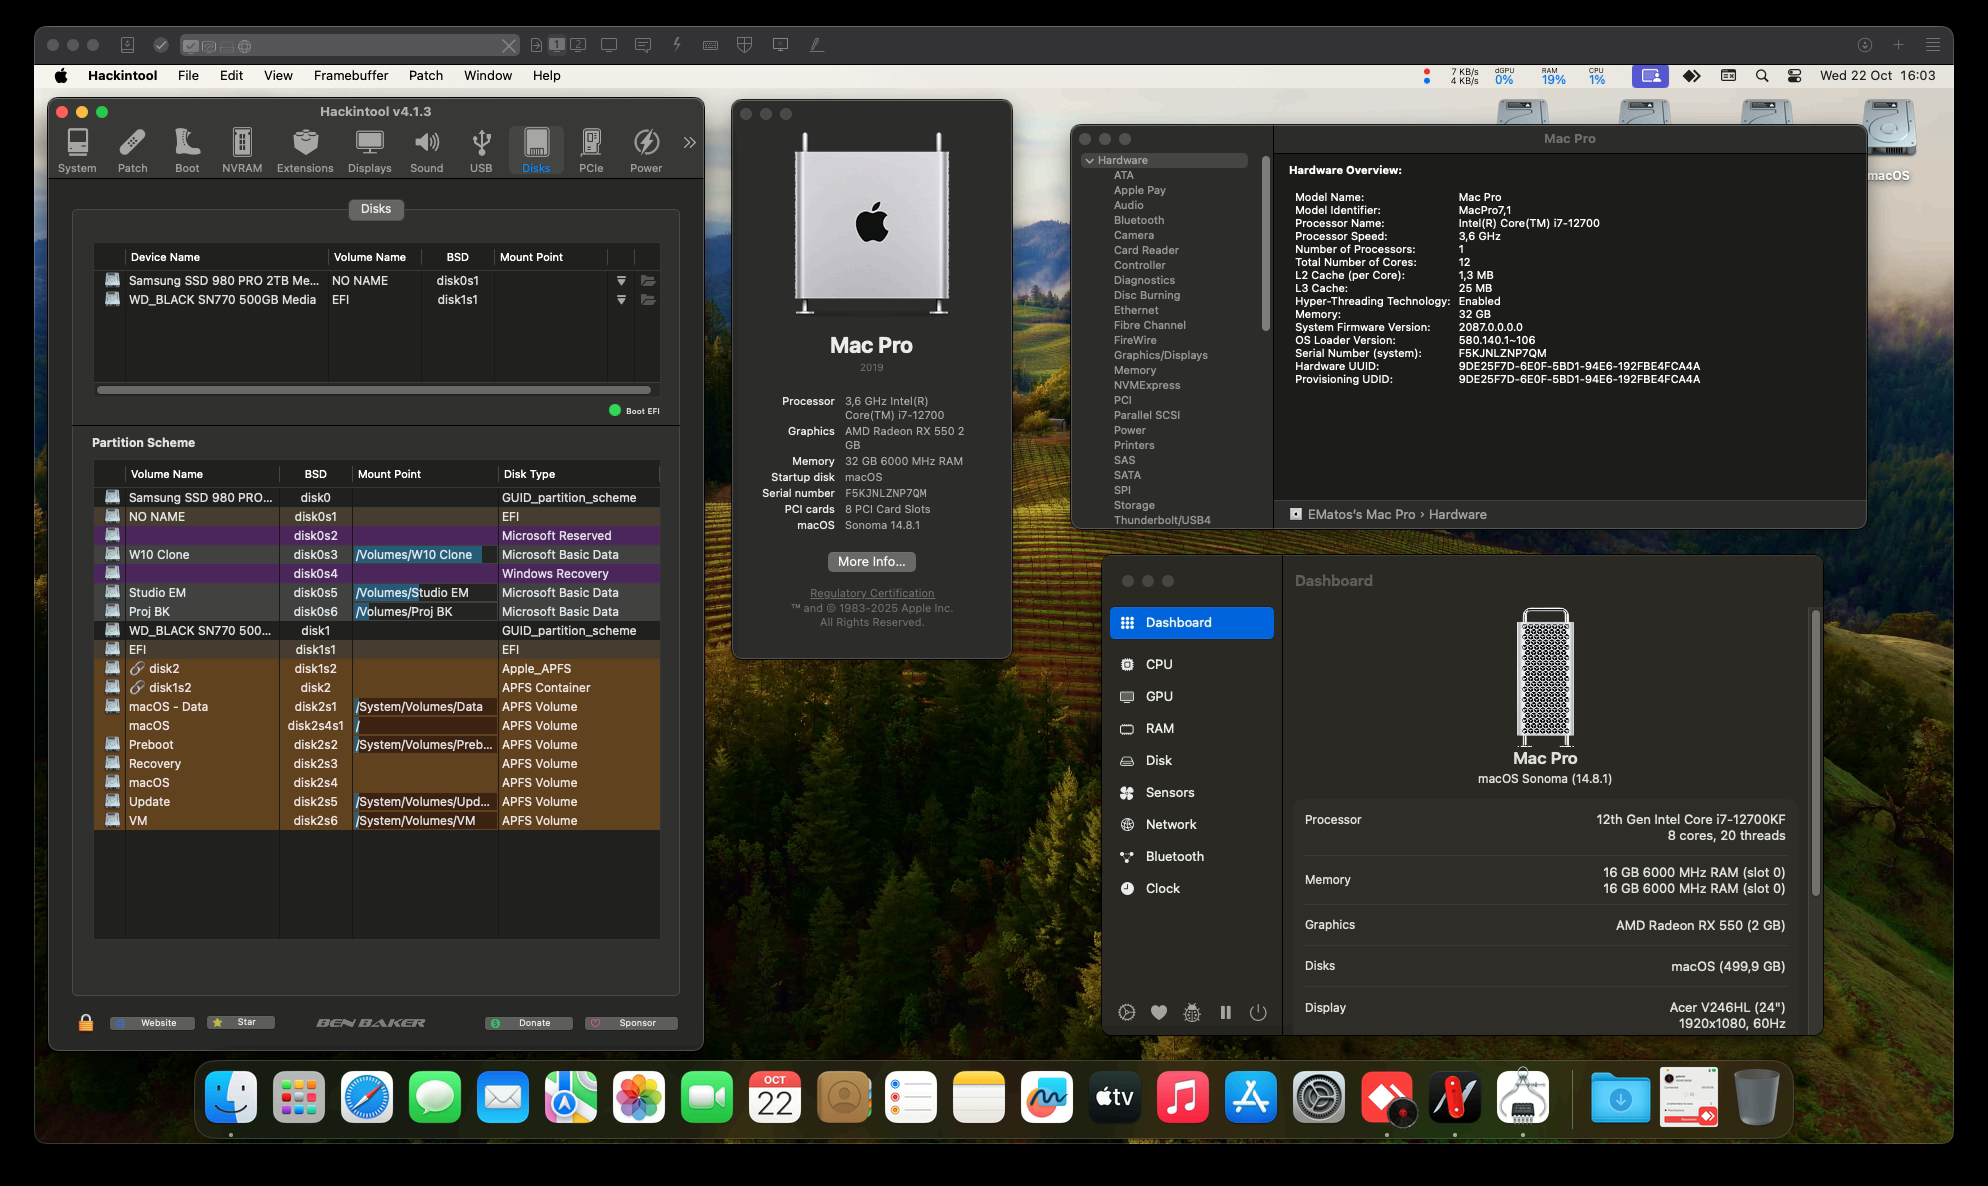 1 2
Hackintool File Edit View Framebuffer Patch Window Help
7 KB/s
4 KB/s
dGPU
0%
RAM
19%
CPU
1%
Wed 22 Oct 16:03
macOS
Hackintool v4.1.3
System Patch Boot NVRAM Extensions Displays Sound USB Disks PCIe Power
Disks
Device Name Volume Name BSD Mount Point
Samsung SSD 980 PRO 2TB Me... NO NAME disk0s1
WD_BLACK SN770 500GB Media EFI disk1s1
Boot EFI
Partition Scheme
Volume Name BSD Mount Point Disk Type
Samsung SSD 980 PRO... disk0 GUID_partition_scheme
NO NAME disk0s1 EFI
disk0s2 Microsoft Reserved
W10 Clone disk0s3 /Volumes/W10 Clone Microsoft Basic Data
disk0s4 Windows Recovery
Studio EM disk0s5 /Volumes/Studio EM Microsoft Basic Data
Proj BK disk0s6 /Volumes/Proj BK Microsoft Basic Data
WD_BLACK SN770 500... disk1 GUID_partition_scheme
EFI disk1s1 EFI
disk2 disk1s2 Apple_APFS
disk1s2 disk2 APFS Container
macOS - Data disk2s1 /System/Volumes/Data APFS Volume
macOS disk2s4s1 / APFS Volume
Preboot disk2s2 /System/Volumes/Preb... APFS Volume
Recovery disk2s3 APFS Volume
macOS disk2s4 APFS Volume
Update disk2s5 /System/Volumes/Upd... APFS Volume
VM disk2s6 /System/Volumes/VM APFS Volume
Website Star BEN BAKER Donate Sponsor
Mac Pro
2019
Processor 3,6 GHz Intel(R)
Core(TM) i7-12700
Graphics AMD Radeon RX 550 2
GB
Memory 32 GB 6000 MHz RAM
Startup disk macOS
Serial number F5KJNLZNP7QM
PCI cards 8 PCI Card Slots
macOS Sonoma 14.8.1
More Info...
Regulatory Certification
™ and © 1983-2025 Apple Inc.
All Rights Reserved.
Mac Pro
Hardware
ATA
Apple Pay
Audio
Bluetooth
Camera
Card Reader
Controller
Diagnostics
Disc Burning
Ethernet
Fibre Channel
FireWire
Graphics/Displays
Memory
NVMExpress
PCI
Parallel SCSI
Power
Printers
SAS
SATA
SPI
Storage
Thunderbolt/USB4
Hardware Overview:
Model Name: Mac Pro
Model Identifier: MacPro7,1
Processor Name: Intel(R) Core(TM) i7-12700
Processor Speed: 3,6 GHz
Number of Processors: 1
Total Number of Cores: 12
L2 Cache (per Core): 1,3 MB
L3 Cache: 25 MB
Hyper-Threading Technology: Enabled
Memory: 32 GB
System Firmware Version: 2087.0.0.0.0
OS Loader Version: 580.140.1~106
Serial Number (system): F5KJNLZNP7QM
Hardware UUID: 9DE25F7D-6E0F-5BD1-94E6-192FBE4FCA4A
Provisioning UDID: 9DE25F7D-6E0F-5BD1-94E6-192FBE4FCA4A
EMatos's Mac Pro › Hardware
Dashboard
CPU
GPU
RAM
Disk
Sensors
Network
Bluetooth
Clock
Dashboard
Mac Pro
macOS Sonoma (14.8.1)
Processor 12th Gen Intel Core i7-12700KF
8 cores, 20 threads
Memory 16 GB 6000 MHz RAM (slot 0)
16 GB 6000 MHz RAM (slot 0)
Graphics AMD Radeon RX 550 (2 GB)
Disks macOS (499,9 GB)
Display Acer V246HL (24")
1920x1080, 60Hz
OCT
22
tv